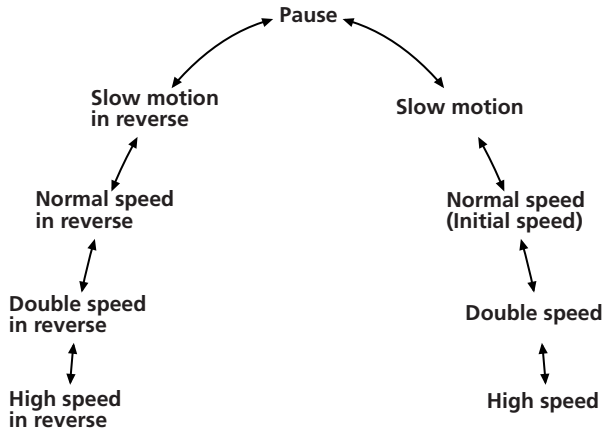 Pause
Slow motion
in reverse
Slow motion
Normal speed
in reverse
Normal speed
(Initial speed)
Double speed
in reverse
Double speed
High speed
in reverse
High speed